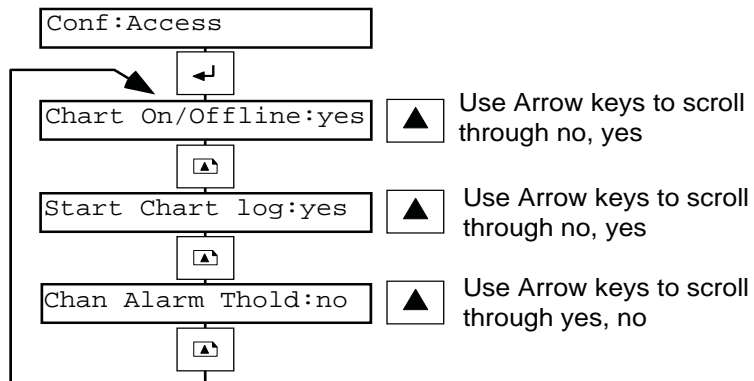 Conf:Access
Chart On/Offline:yes
Use Arrow keys to scroll
through no, yes
Start Chart log:yes
Use Arrow keys to scroll
through no, yes
Chan Alarm Thold:no
Use Arrow keys to scroll
through yes, no